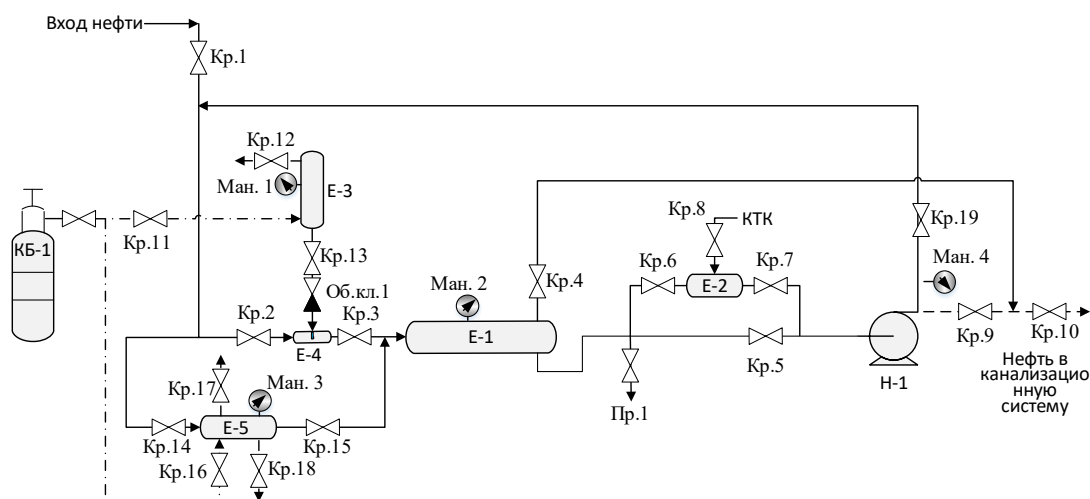 Вход нефти
Кр.1
Кр.12
Ман. 1
Е-3
КБ-1
Кр.11
Кр.13
Об.кл.1
Кр.2
Кр.3
Е-4
Ман. 2
Е-1
Кр.4
Кр.8
КТК
Кр.6
Е-2
Кр.7
Кр.5
Пр.1
Кр.19
Ман. 4
Кр.9
Кр.10
Н-1
Нефть в
канализацио
нную
систему
Кр.17
Ман. 3
Е-5
Кр.14
Кр.15
Кр.16
Кр.18